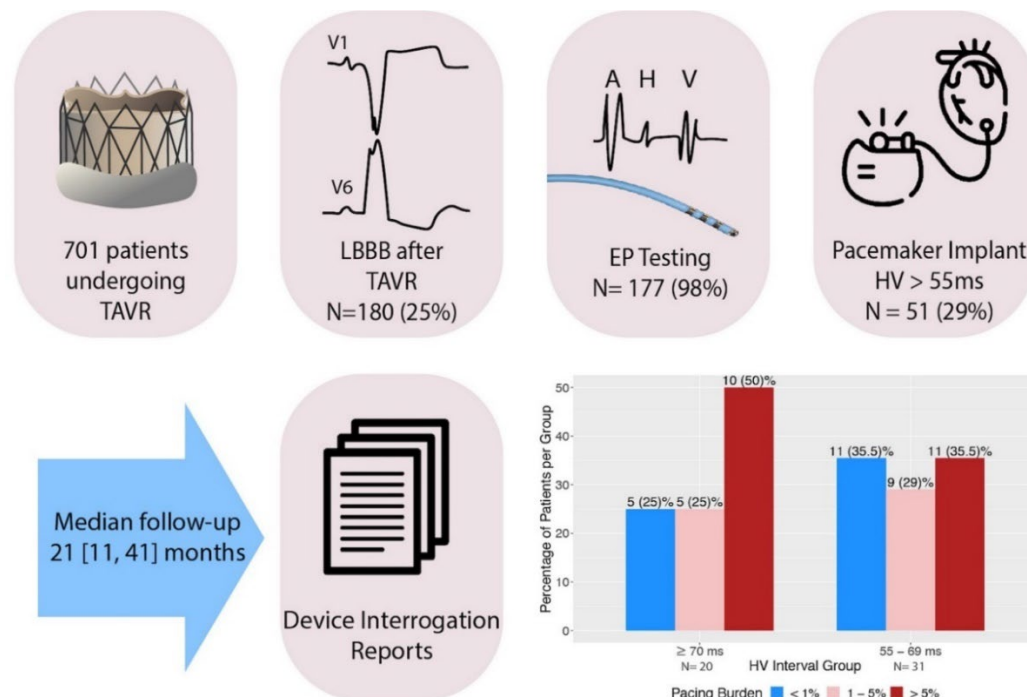 V1
V6
A H V
701 patients
undergoing
TAVR
LBBB after
TAVR
N=180 (25%)
EP Testing
N= 177 (98%)
Pacemaker Implant
HV > 55ms
N = 51 (29%)
Median follow-up
21 [11, 41] months
Device Interrogation
Reports
Percentage of Patients per Group
50
40
30
20
10
0
5 (25)%
5 (25)%
10 (50)%
11 (35.5)%
9 (29)%
11 (35.5)%
≥ 70 ms
N= 20
HV Interval Group
55 – 69 ms
N= 31
Pacing Burden < 1% 1 – 5% > 5%